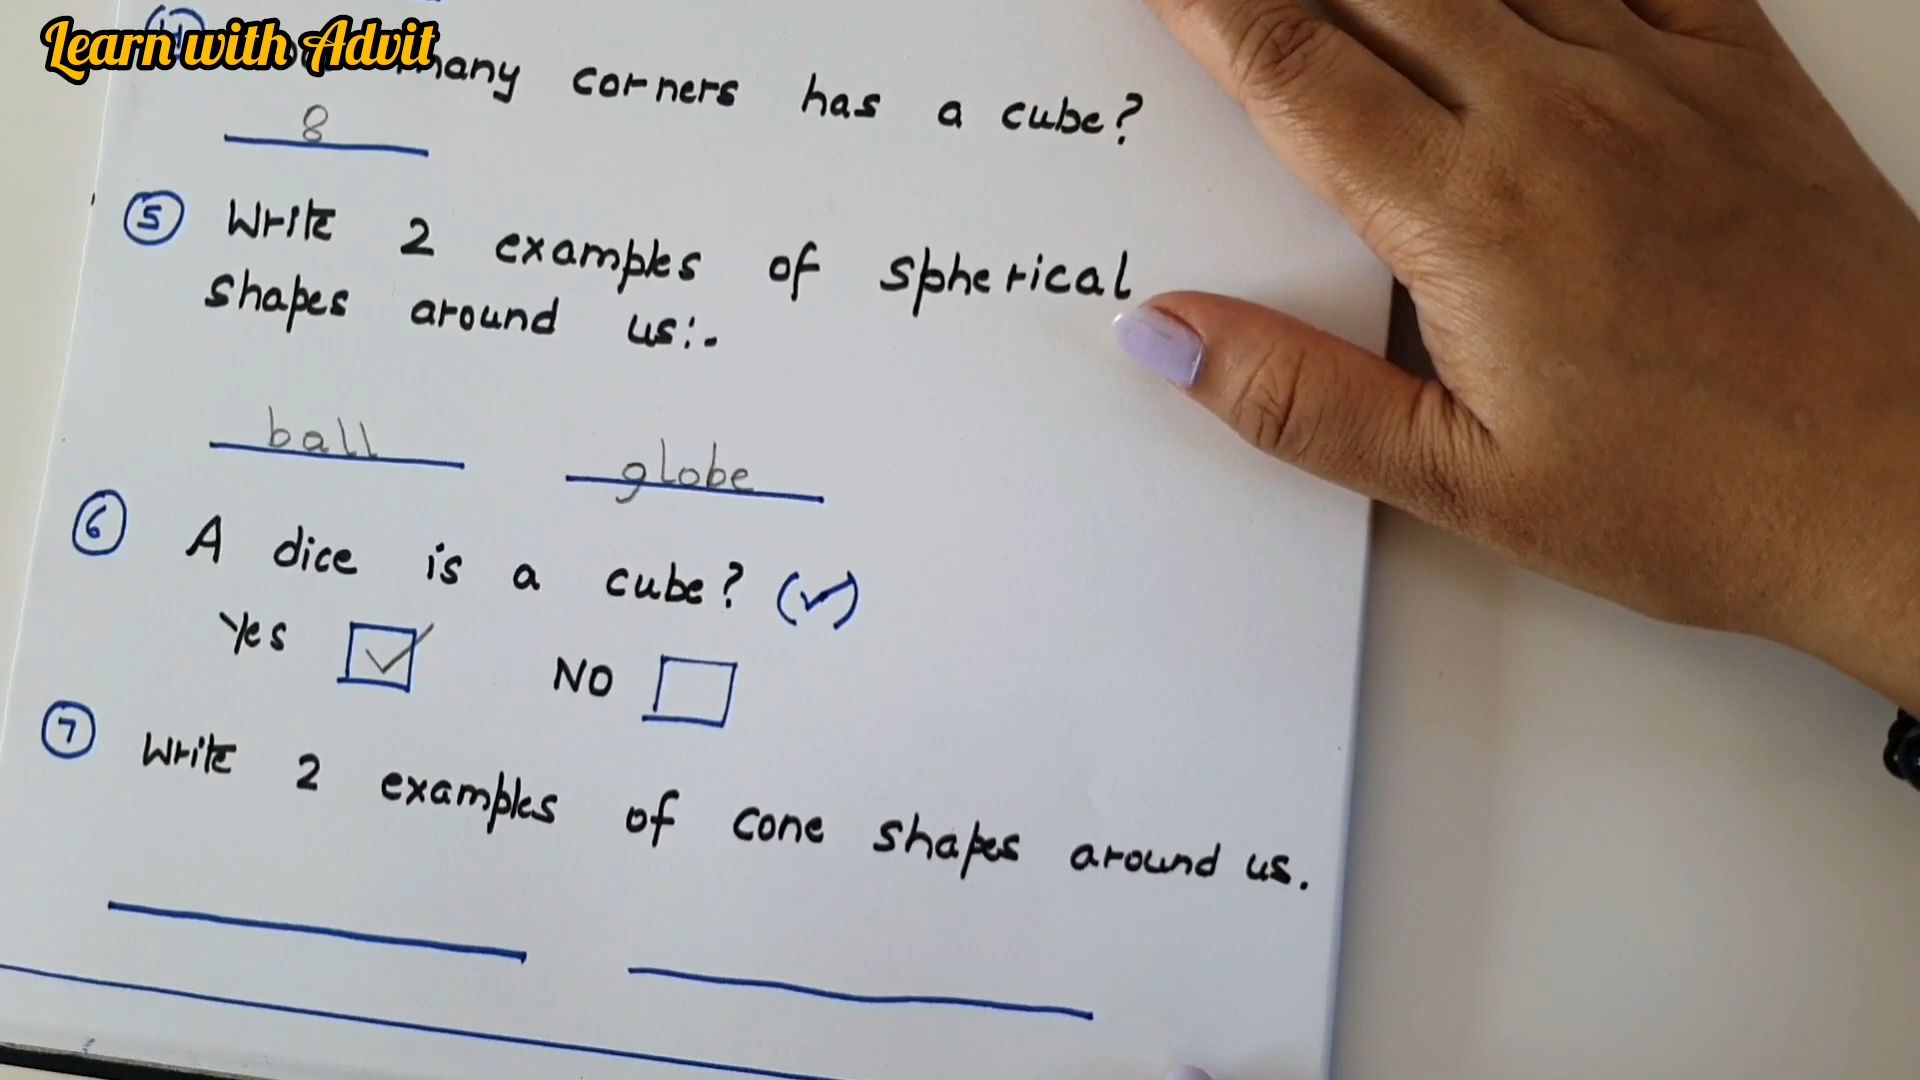 Learn with Advit
4 many corners has a cube?
8
5 Write 2 examples of spherical
shapes around us:-
ball globe
6 A dice is a cube? (✓)
Yes ✓ NO
7 Write 2 examples of cone shapes around us.